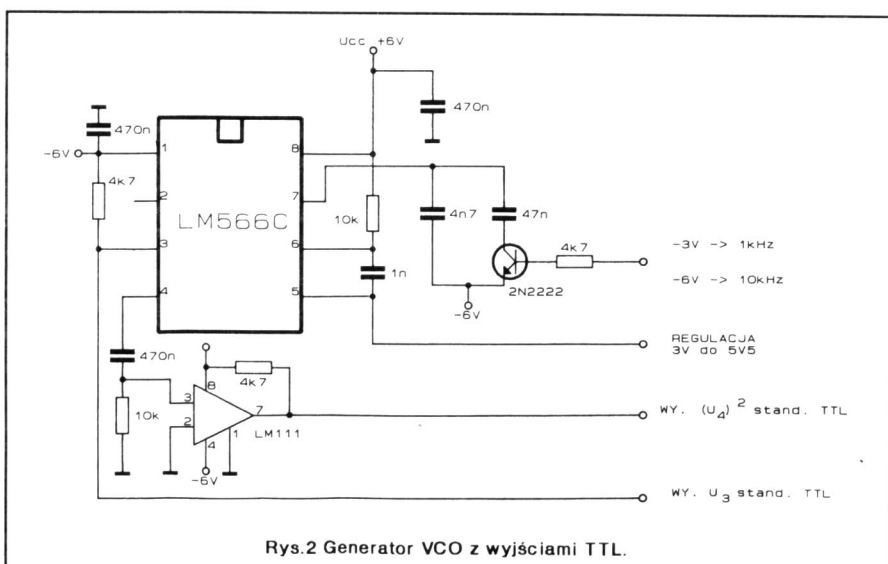 Ucc +6V
470n
470n
-6V
1
8
4k7
2
7
LM566C
10k
4n7
47n
3
6
4k7
-3V -> 1kHz
1n
2N2222
-6V -> 10kHz
4
5
-6V
REGULACJA
3V do 5V5
470n
8
4k7
3
7
WY. (U4)² stand. TTL
10k
2
1
LM111
4
-6V
WY. U3 stand. TTL
Rys.2 Generator VCO z wyjściami TTL.